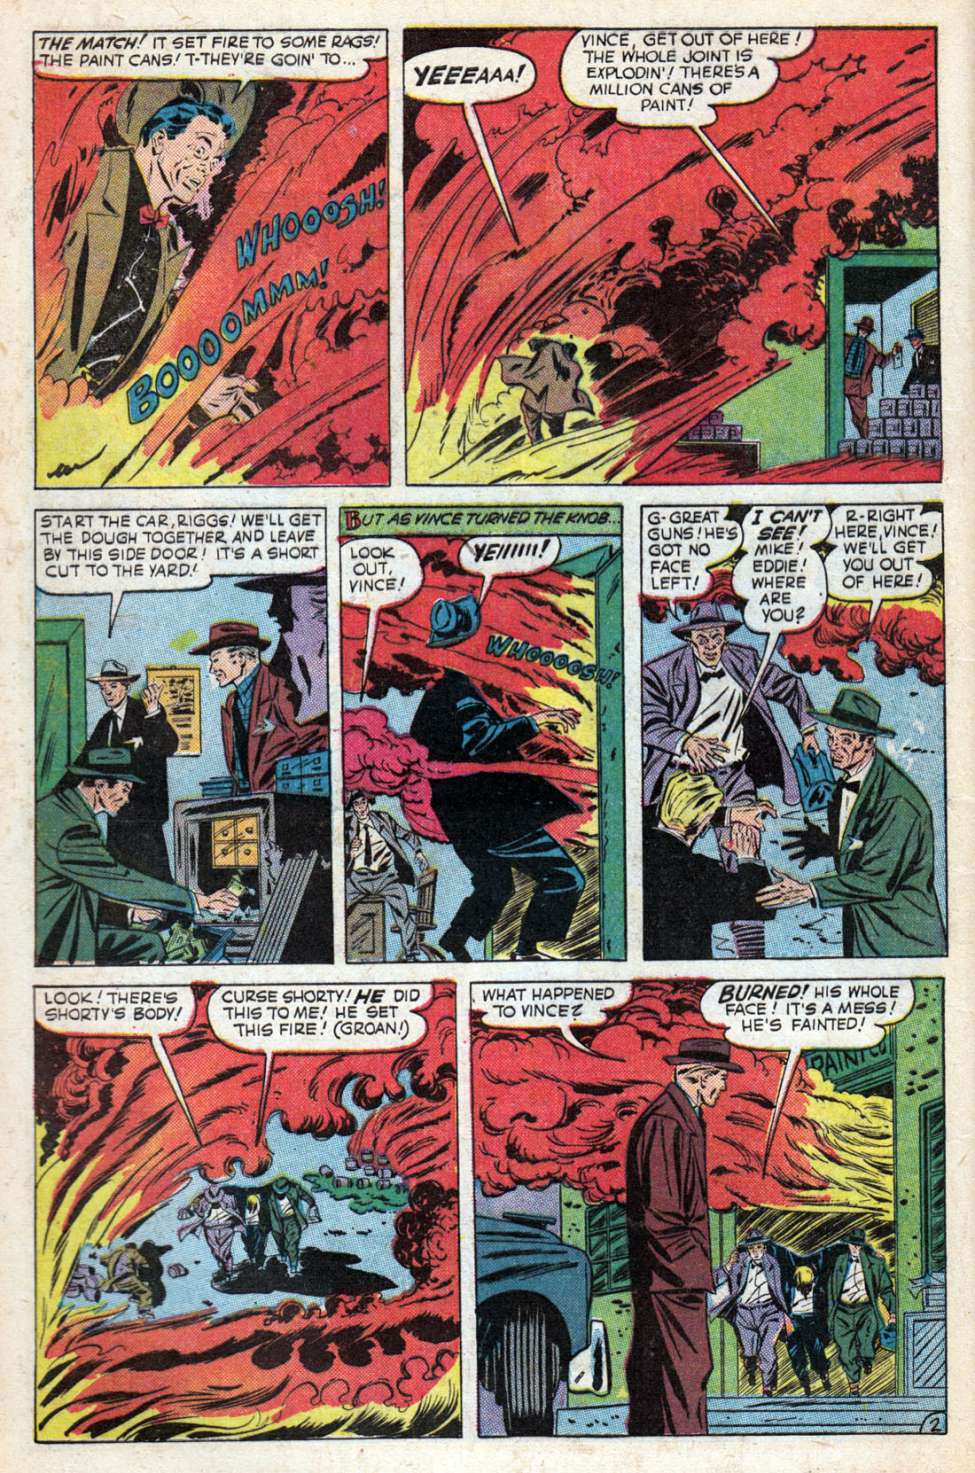 THE MATCH! IT SET FIRE TO SOME RAGS!
THE PAINT CANS! T-THEY'RE GOIN' TO...
WHOOOSH!
BOOOOMMM!
YEEEAAA!
VINCE, GET OUT OF HERE!
THE WHOLE JOINT IS
EXPLODIN'! THERE'S A
MILLION CANS OF
PAINT!
START THE CAR, RIGGS! WE'LL GET
THE DOUGH TOGETHER, AND LEAVE
BY THIS SIDE DOOR! IT'S A SHORT
CUT TO THE YARD!
BUT AS VINCE TURNED THE KNOB...
LOOK
OUT,
VINCE!
YEIIIIII!
WHOOOOSH!
G-GREAT
GUNS! HE'S
GOT NO
FACE
LEFT!
I CAN'T
SEE!
MIKE!
EDDIE!
WHERE
ARE
YOU?
R-RIGHT
HERE, VINCE!
WE'LL GET
YOU OUT
OF HERE!
LOOK! THERE'S
SHORTY'S BODY!
CURSE SHORTY! HE DID
THIS TO ME! HE SET
THIS FIRE! (GROAN!)
WHAT HAPPENED
TO VINCE?
BURNED! HIS WHOLE
FACE! IT'S A MESS!
HE'S FAINTED!
2